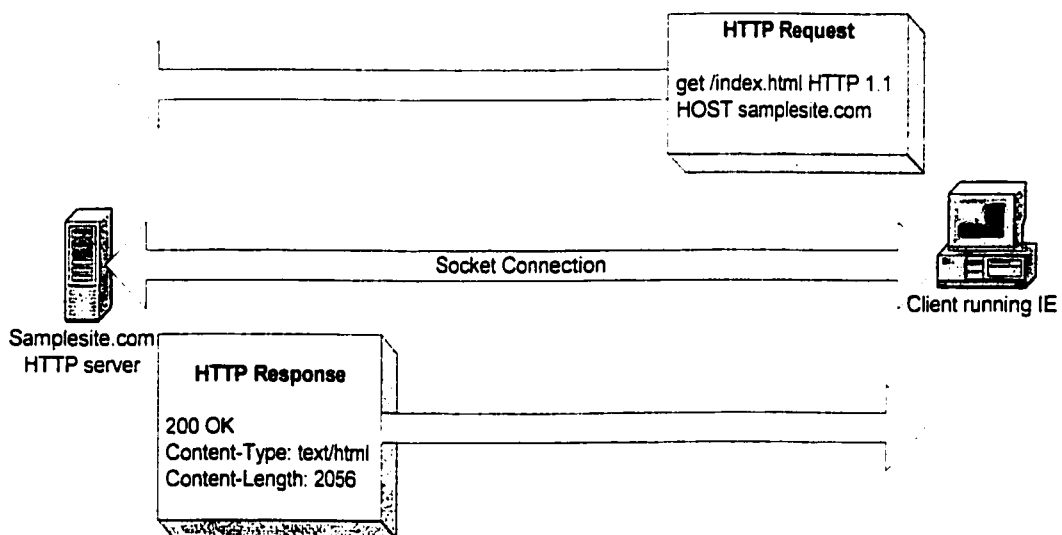 HTTP Request
get /index.html HTTP 1.1
HOST samplesite.com
Socket Connection
Client running IE
Samplesite.com
HTTP server
HTTP Response
200 OK
Content-Type: text/html
Content-Length: 2056